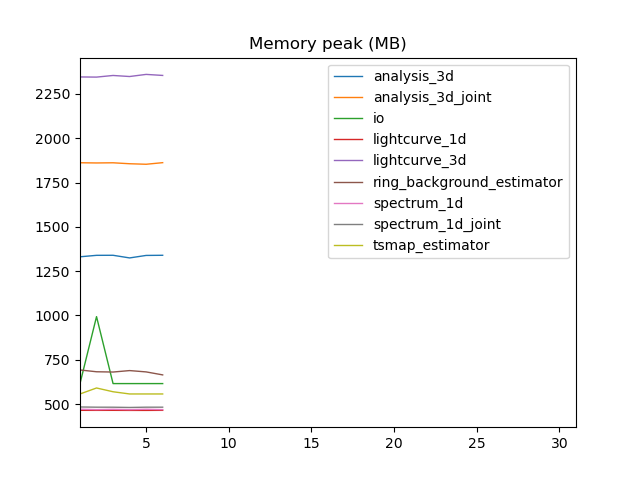 Memory peak (MB)
analysis_3d
analysis_3d_joint
io
lightcurve_1d
lightcurve_3d
ring_background_estimator
spectrum_1d
spectrum_1d_joint
tsmap_estimator
2250
2000
1750
1500
1250
1000
750
500
5 10 15 20 25 30